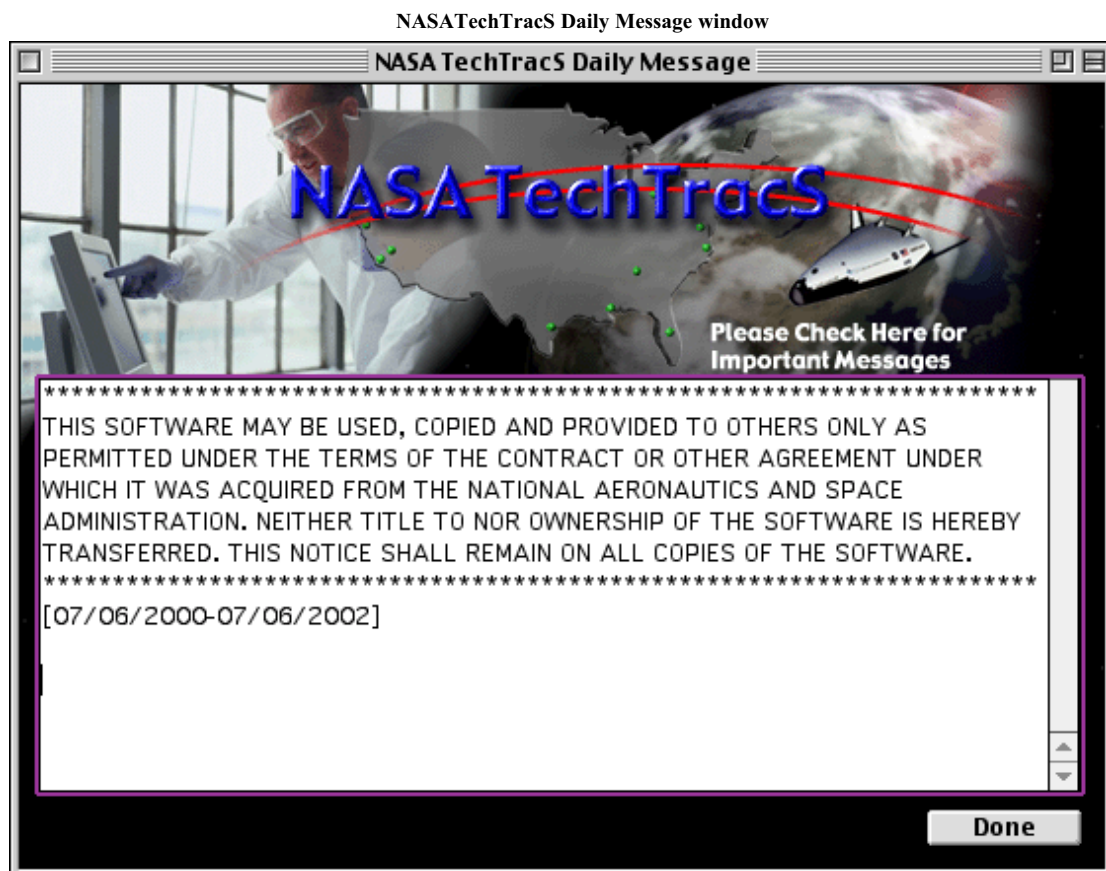 NASATechTracS Daily Message window
NASA TechTracS Daily Message
NASA TechTracS
Please Check Here for
Important Messages
*************************************************************************
THIS SOFTWARE MAY BE USED, COPIED AND PROVIDED TO OTHERS ONLY AS
PERMITTED UNDER THE TERMS OF THE CONTRACT OR OTHER AGREEMENT UNDER
WHICH IT WAS ACQUIRED FROM THE NATIONAL AERONAUTICS AND SPACE
ADMINISTRATION. NEITHER TITLE TO NOR OWNERSHIP OF THE SOFTWARE IS HEREBY
TRANSFERRED. THIS NOTICE SHALL REMAIN ON ALL COPIES OF THE SOFTWARE.
*************************************************************************
[07/06/2000-07/06/2002]
Done